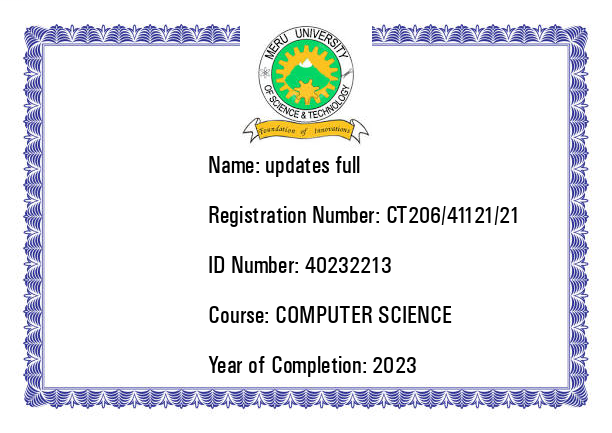 MERU UNIVERSITY
OF SCIENCE & TECHNOLOGY
Foundation of Innovations
Name: updates full
Registration Number: CT206/41121/21
ID Number: 40232213
Course: COMPUTER SCIENCE
Year of Completion: 2023